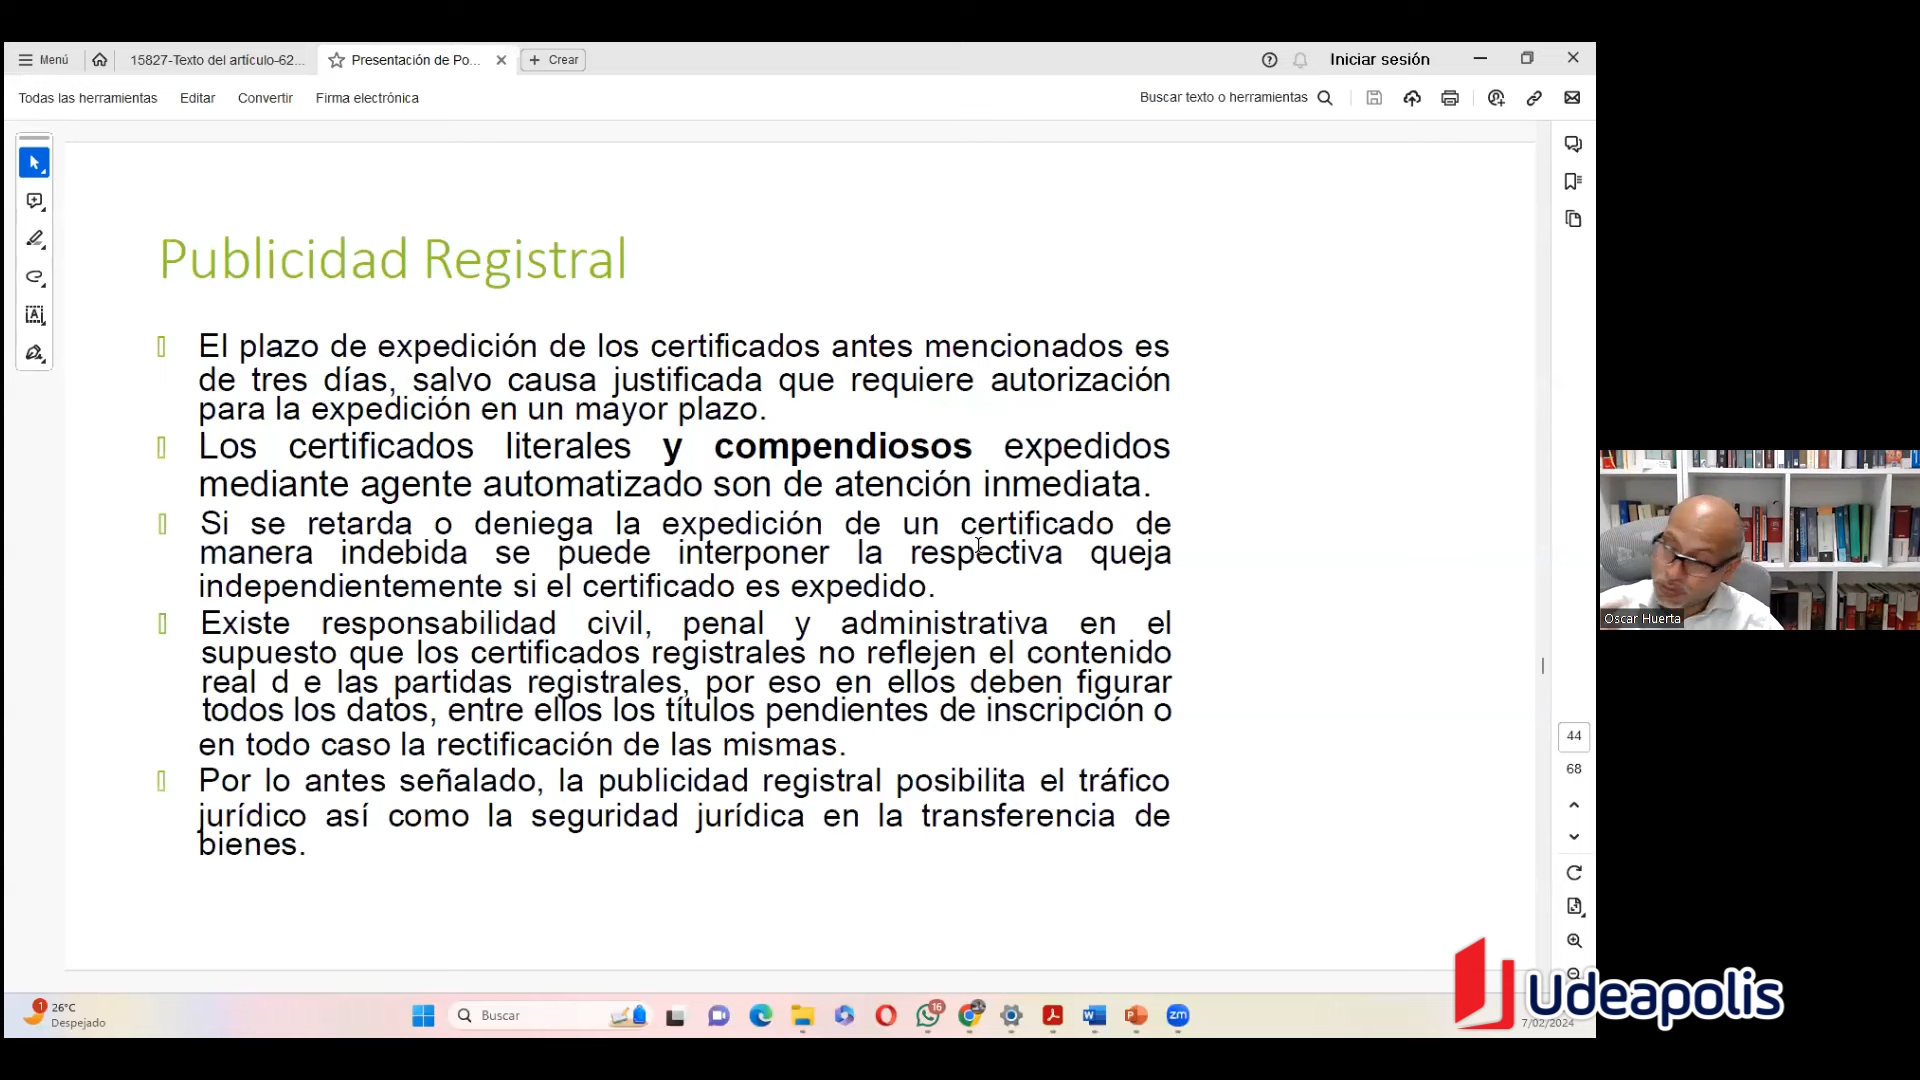 Menú
15827-Texto del artículo-62...
Presentación de Po...
Crear
Iniciar sesión
Todas las herramientas
Editar
Convertir
Firma electrónica
Buscar texto o herramientas
Publicidad Registral
El plazo de expedición de los certificados antes mencionados es
de tres días, salvo causa justificada que requiere autorización
para la expedición en un mayor plazo.
Los certificados literales y compendiosos expedidos
mediante agente automatizado son de atención inmediata.
Si se retarda o deniega la expedición de un certificado de
manera indebida se puede interponer la respectiva queja
independientemente si el certificado es expedido.
Existe responsabilidad civil, penal y administrativa en el
supuesto que los certificados registrales no reflejen el contenido
real d e las partidas registrales, por eso en ellos deben figurar
todos los datos, entre ellos los títulos pendientes de inscripción o
en todo caso la rectificación de las mismas.
Por lo antes señalado, la publicidad registral posibilita el tráfico
jurídico así como la seguridad jurídica en la transferencia de
bienes.
44
68
Oscar Huerta
1
26°C
Despejado
Buscar
16
W
zm
7/02/2024
Udeapolis